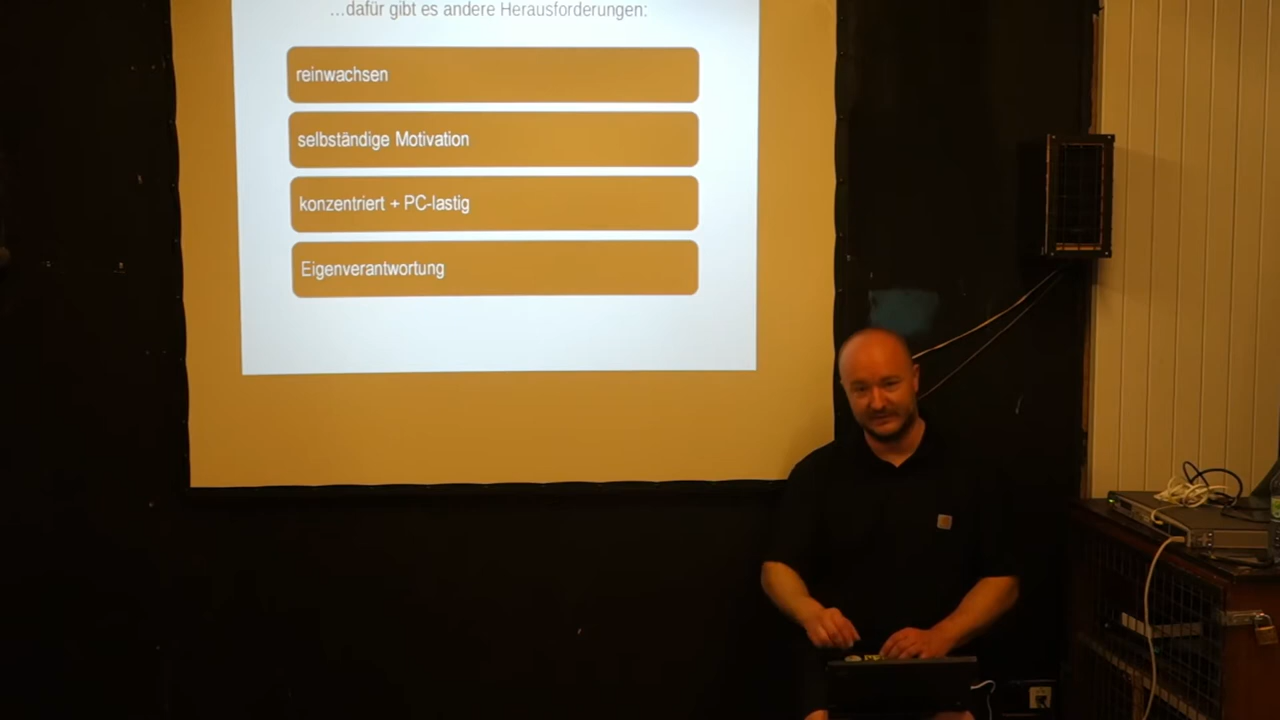 ...dafür gibt es andere Herausforderungen:
reinwachsen
selbständige Motivation
konzentriert + PC-lastig
Eigenverantwortung